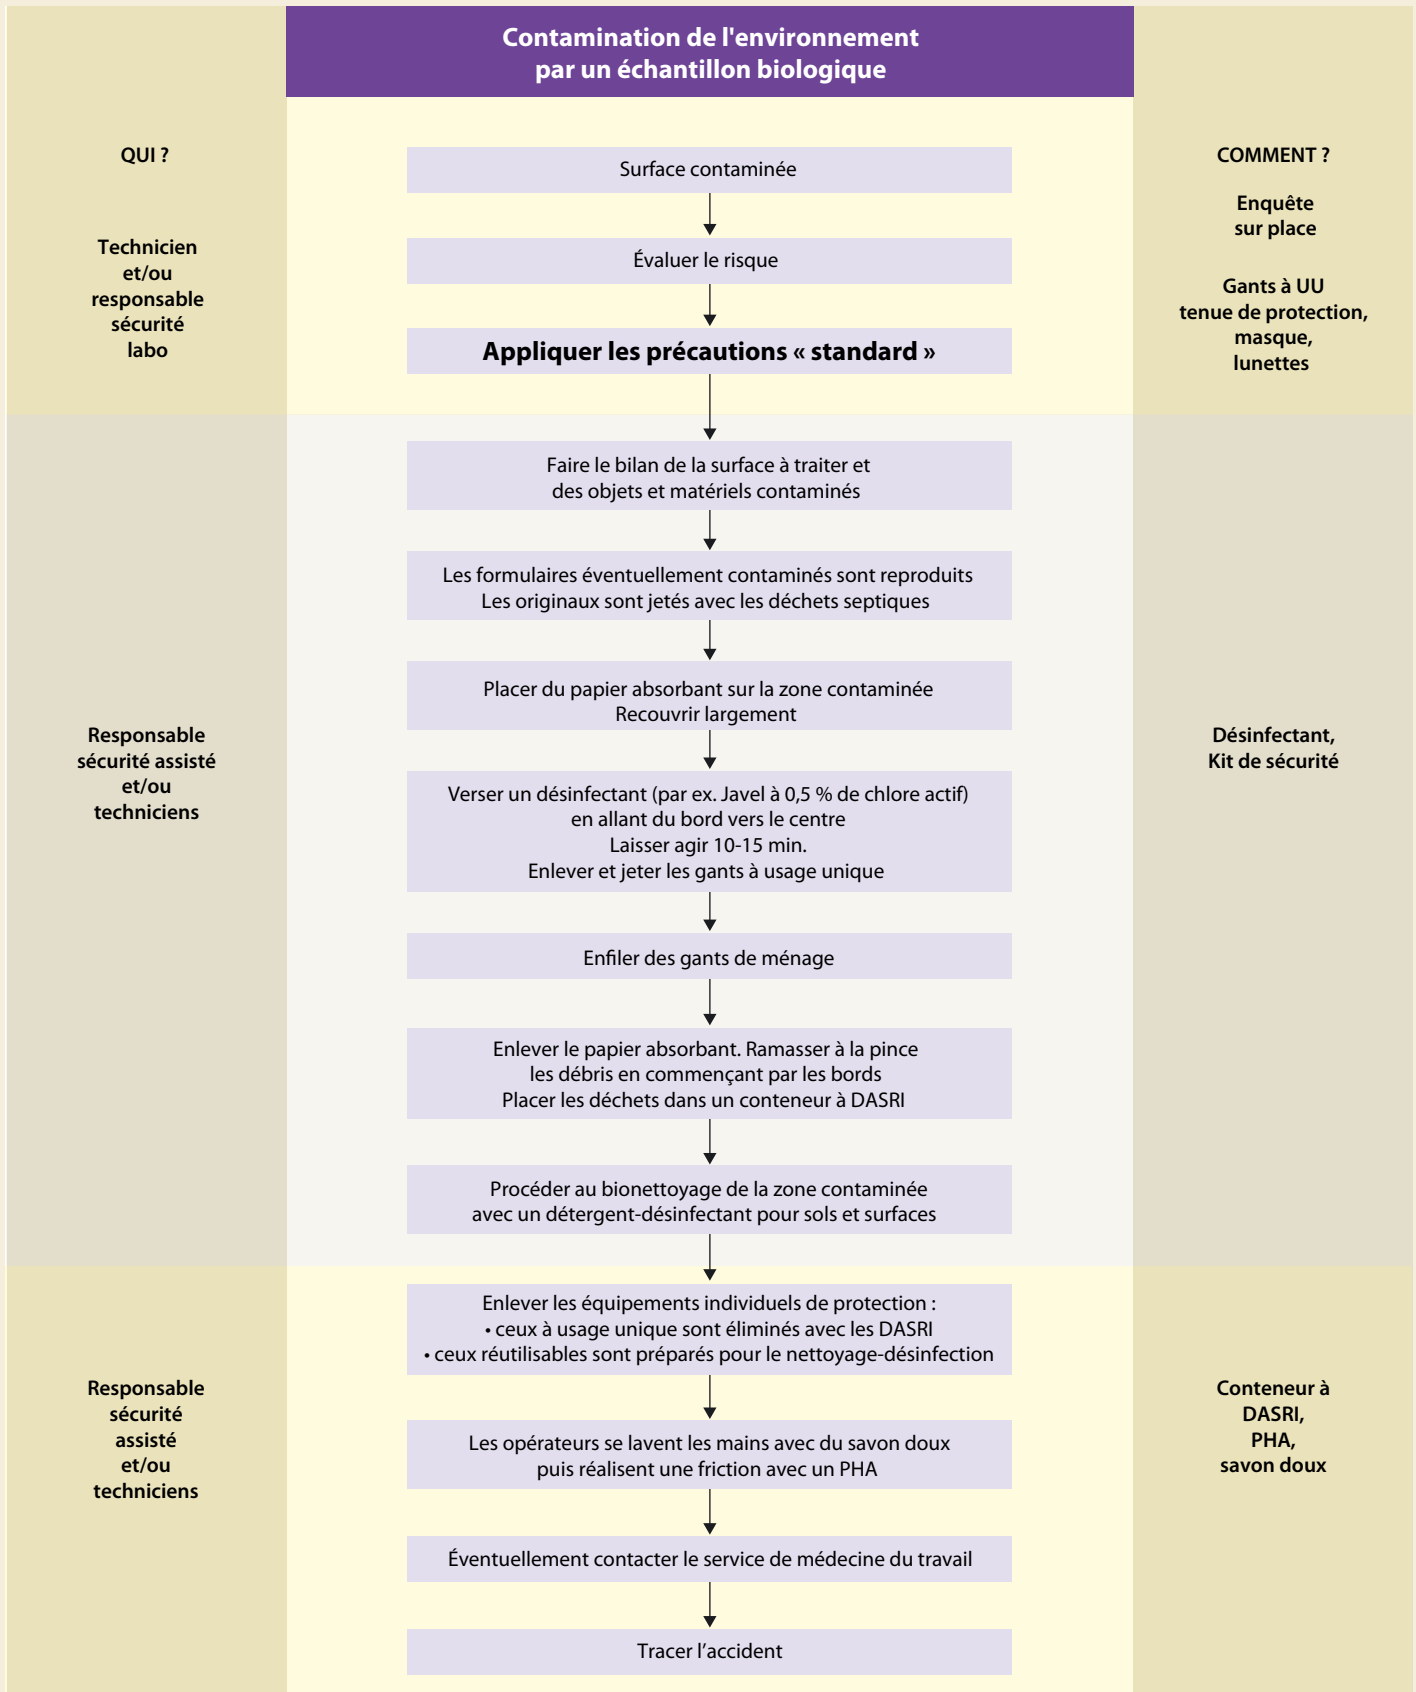 Contamination de l'environnement
par un échantillon biologique
QUI ?
COMMENT ?
Surface contaminée
Enquête
sur place
Technicien
et/ou
responsable
sécurité
labo
Évaluer le risque
Gants à UU
tenue de protection,
masque,
lunettes
Appliquer les précautions « standard »
Faire le bilan de la surface à traiter et
des objets et matériels contaminés
Les formulaires éventuellement contaminés sont reproduits
Les originaux sont jetés avec les déchets septiques
Placer du papier absorbant sur la zone contaminée
Recouvrir largement
Responsable
sécurité assisté
et/ou
techniciens
Désinfectant,
Kit de sécurité
Verser un désinfectant (par ex. Javel à 0,5 % de chlore actif)
en allant du bord vers le centre
Laisser agir 10-15 min.
Enlever et jeter les gants à usage unique
Enfiler des gants de ménage
Enlever le papier absorbant. Ramasser à la pince
les débris en commençant par les bords
Placer les déchets dans un conteneur à DASRI
Procéder au bionettoyage de la zone contaminée
avec un détergent-désinfectant pour sols et surfaces
Enlever les équipements individuels de protection :
• ceux à usage unique sont éliminés avec les DASRI
• ceux réutilisables sont préparés pour le nettoyage-désinfection
Responsable
sécurité
assisté
et/ou
techniciens
Conteneur à
DASRI,
PHA,
savon doux
Les opérateurs se lavent les mains avec du savon doux
puis réalisent une friction avec un PHA
Éventuellement contacter le service de médecine du travail
Tracer l’accident